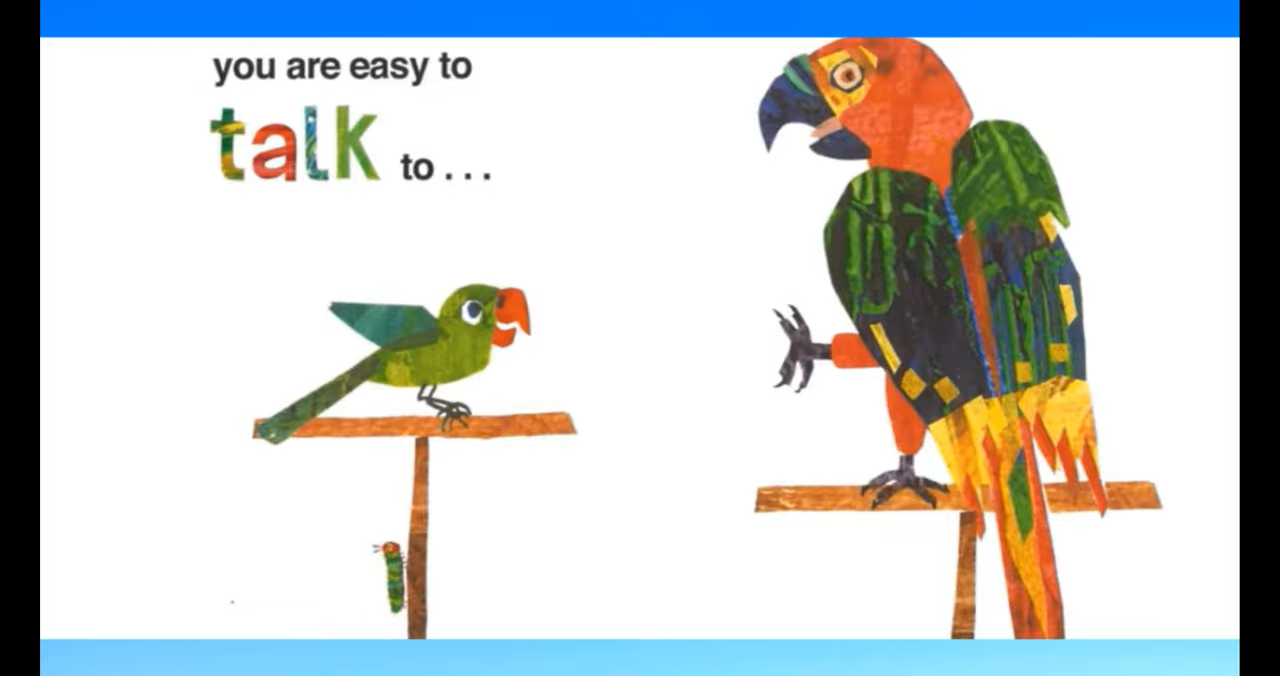 you are easy to
talk to . . .